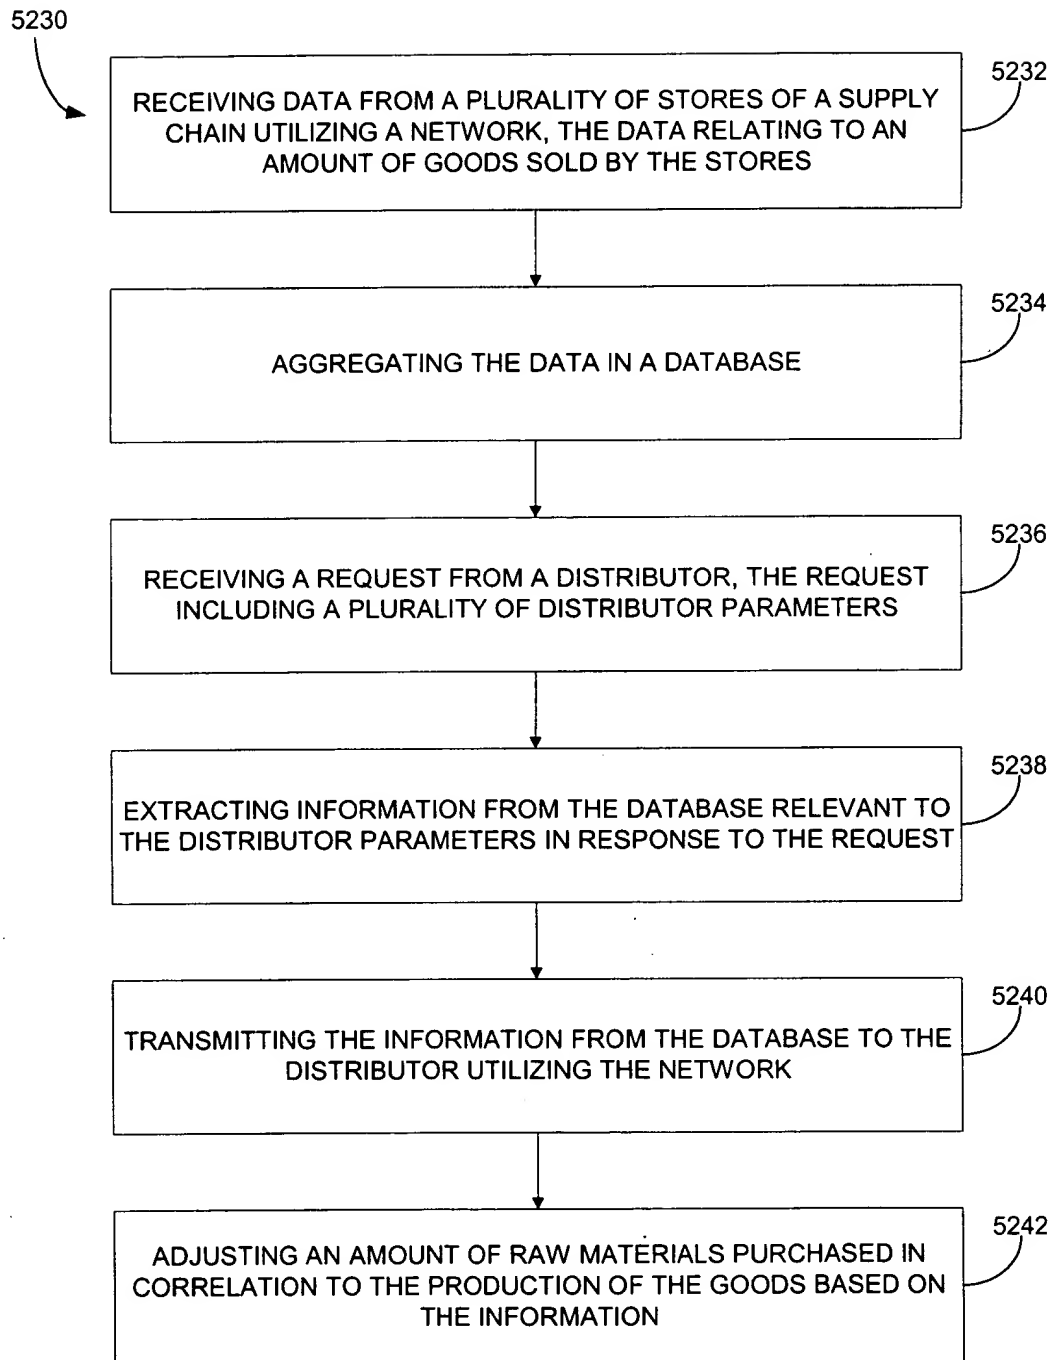 5230
5232
RECEIVING DATA FROM A PLURALITY OF STORES OF A SUPPLY
CHAIN UTILIZING A NETWORK, THE DATA RELATING TO AN
AMOUNT OF GOODS SOLD BY THE STORES
5234
AGGREGATING THE DATA IN A DATABASE
5236
RECEIVING A REQUEST FROM A DISTRIBUTOR, THE REQUEST
INCLUDING A PLURALITY OF DISTRIBUTOR PARAMETERS
5238
EXTRACTING INFORMATION FROM THE DATABASE RELEVANT TO
THE DISTRIBUTOR PARAMETERS IN RESPONSE TO THE REQUEST
5240
TRANSMITTING THE INFORMATION FROM THE DATABASE TO THE
DISTRIBUTOR UTILIZING THE NETWORK
5242
ADJUSTING AN AMOUNT OF RAW MATERIALS PURCHASED IN
CORRELATION TO THE PRODUCTION OF THE GOODS BASED ON
THE INFORMATION